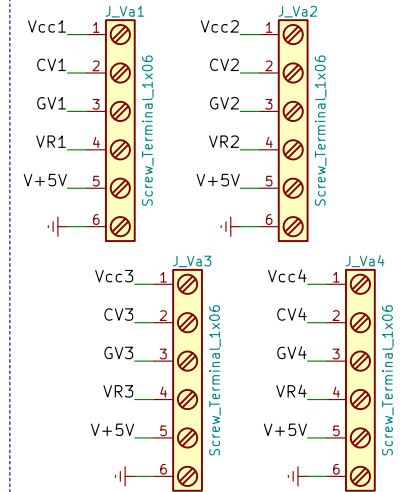 J_Va1
Vcc1 1
CV1 2
GV1 3
VR1 4
V+5V 5
6
Screw_Terminal_1x06
J_Va2
Vcc2 1
CV2 2
GV2 3
VR2 4
V+5V 5
6
Screw_Terminal_1x06
J_Va3
Vcc3 1
CV3 2
GV3 3
VR3 4
V+5V 5
6
Screw_Terminal_1x06
J_Va4
Vcc4 1
CV4 2
GV4 3
VR4 4
V+5V 5
6
Screw_Terminal_1x06